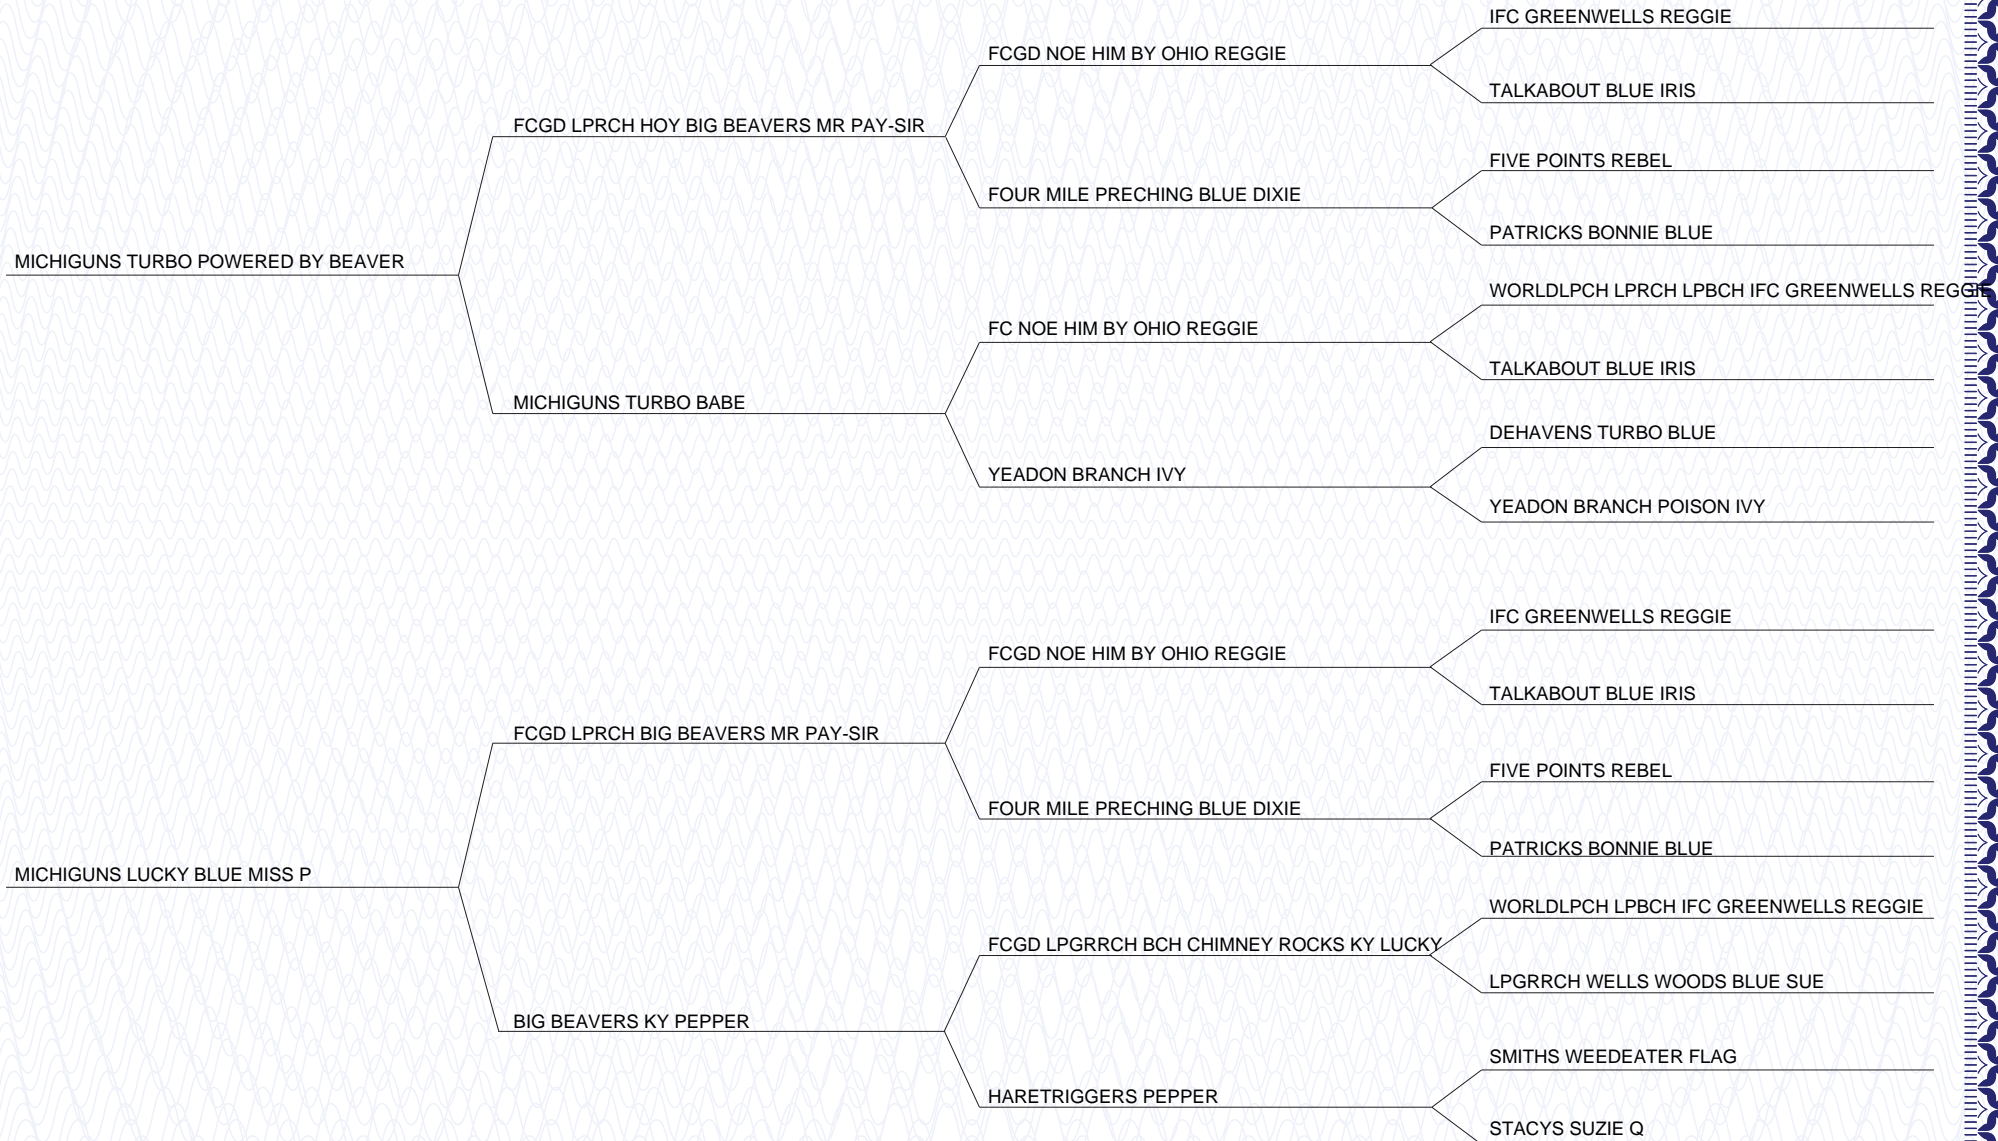 IFC GREENWELLS REGGIE
FCGD NOE HIM BY OHIO REGGIE
TALKABOUT BLUE IRIS
FCGD LPRCH HOY BIG BEAVERS MR PAY-SIR
FIVE POINTS REBEL
FOUR MILE PRECHING BLUE DIXIE
PATRICKS BONNIE BLUE
MICHIGUNS TURBO POWERED BY BEAVER
WORLDLPCH LPRCH LPBCH IFC GREENWELLS REGGIE
FC NOE HIM BY OHIO REGGIE
TALKABOUT BLUE IRIS
MICHIGUNS TURBO BABE
DEHAVENS TURBO BLUE
YEADON BRANCH IVY
YEADON BRANCH POISON IVY
IFC GREENWELLS REGGIE
FCGD NOE HIM BY OHIO REGGIE
TALKABOUT BLUE IRIS
FCGD LPRCH BIG BEAVERS MR PAY-SIR
FIVE POINTS REBEL
FOUR MILE PRECHING BLUE DIXIE
PATRICKS BONNIE BLUE
MICHIGUNS LUCKY BLUE MISS P
WORLDLPCH LPBCH IFC GREENWELLS REGGIE
FCGD LPGRRCH BCH CHIMNEY ROCKS KY LUCKY
LPGRRCH WELLS WOODS BLUE SUE
BIG BEAVERS KY PEPPER
SMITHS WEEDEATER FLAG
HARETRIGGERS PEPPER
STACYS SUZIE Q